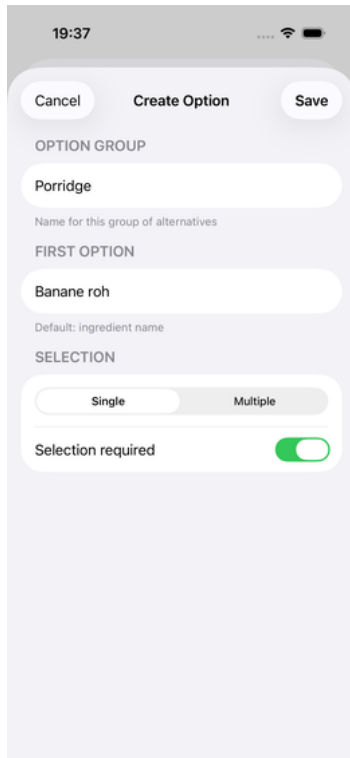 19:37
Cancel Create Option Save
OPTION GROUP
Porridge
Name for this group of alternatives
FIRST OPTION
Banane roh
Default: ingredient name
SELECTION
Single Multiple
Selection required